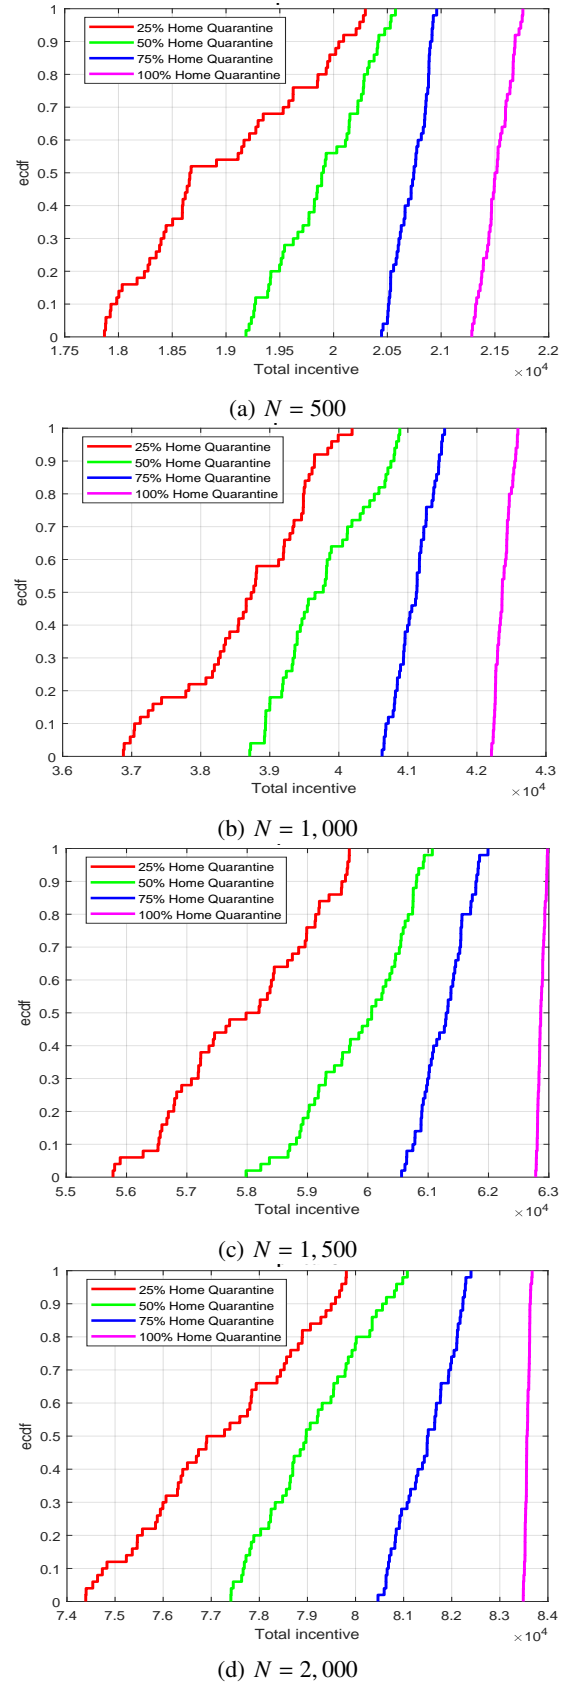 1
0.9
0.8
0.7
0.6
0.5
0.4
0.3
0.2
0.1
0
ecdf
25% Home Quarantine
50% Home Quarantine
75% Home Quarantine
100% Home Quarantine
1.75 1.8 1.85 1.9 1.95 2 2.05 2.1 2.15 2.2
Total incentive
×10^4
(a) N = 500
1
0.9
0.8
0.7
0.6
0.5
0.4
0.3
0.2
0.1
0
ecdf
25% Home Quarantine
50% Home Quarantine
75% Home Quarantine
100% Home Quarantine
3.6 3.7 3.8 3.9 4 4.1 4.2 4.3
Total incentive
×10^4
(b) N = 1,000
1
0.9
0.8
0.7
0.6
0.5
0.4
0.3
0.2
0.1
0
ecdf
25% Home Quarantine
50% Home Quarantine
75% Home Quarantine
100% Home Quarantine
5.5 5.6 5.7 5.8 5.9 6 6.1 6.2 6.3
Total incentive
×10^4
(c) N = 1,500
1
0.9
0.8
0.7
0.6
0.5
0.4
0.3
0.2
0.1
0
ecdf
25% Home Quarantine
50% Home Quarantine
75% Home Quarantine
100% Home Quarantine
7.4 7.5 7.6 7.7 7.8 7.9 8 8.1 8.2 8.3 8.4
Total incentive
×10^4
(d) N = 2,000